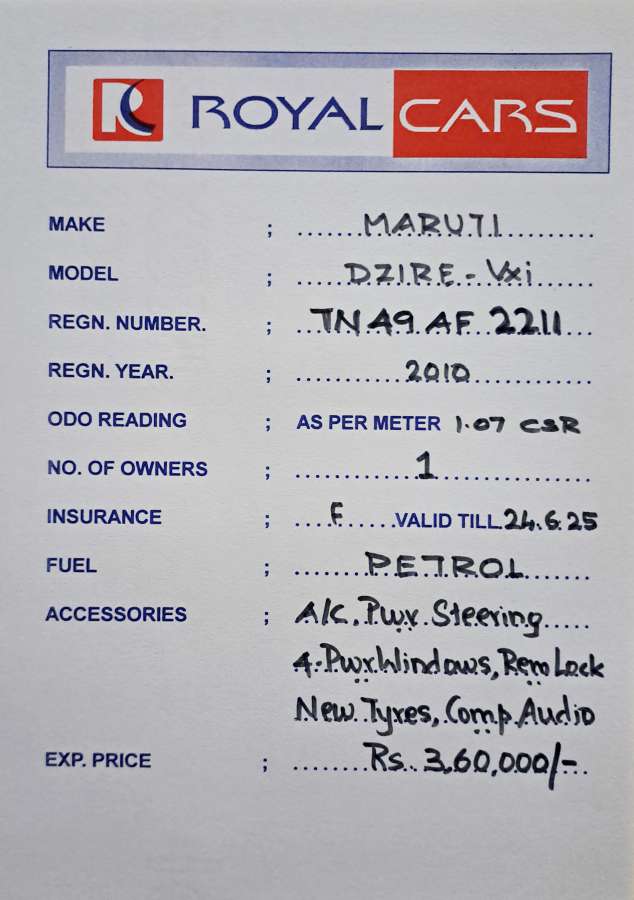 R ROYAL CARS
MAKE ; MARUTI
MODEL ; DZIRE - Vxi
REGN. NUMBER. ; TN 49 AF 2211
REGN. YEAR. ; 2010
ODO READING ; AS PER METER 1.07 CSR
NO. OF OWNERS ; 1
INSURANCE ; F VALID TILL 24.6.25
FUEL ; PETROL
ACCESSORIES ; A/C, Pwr Steering
4-Pwr Windows, Rem Lock
New Tyres, Comp Audio
EXP. PRICE ; Rs. 3,60,000/-